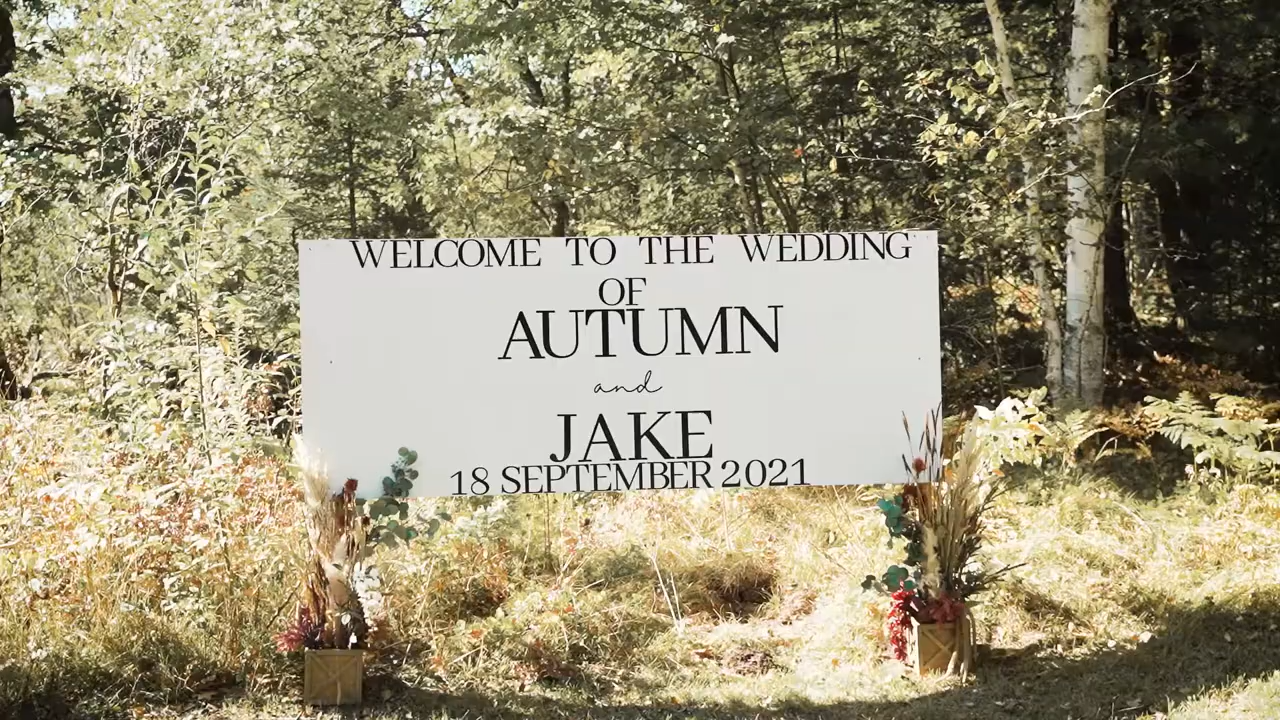 WELCOME TO THE WEDDING
OF
AUTUMN
and
JAKE
18 SEPTEMBER 2021